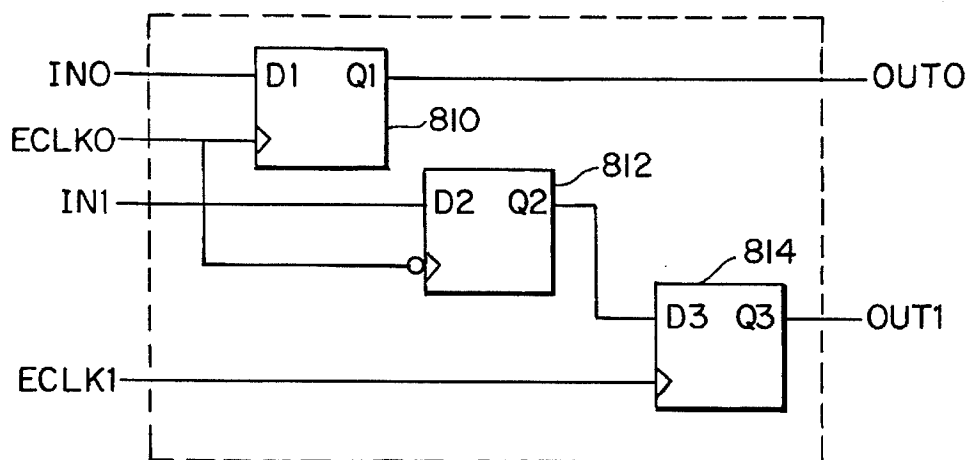 IN0
D1 Q1
OUT0
810
ECLK0
812
IN1
D2 Q2
814
D3 Q3
OUT1
ECLK1